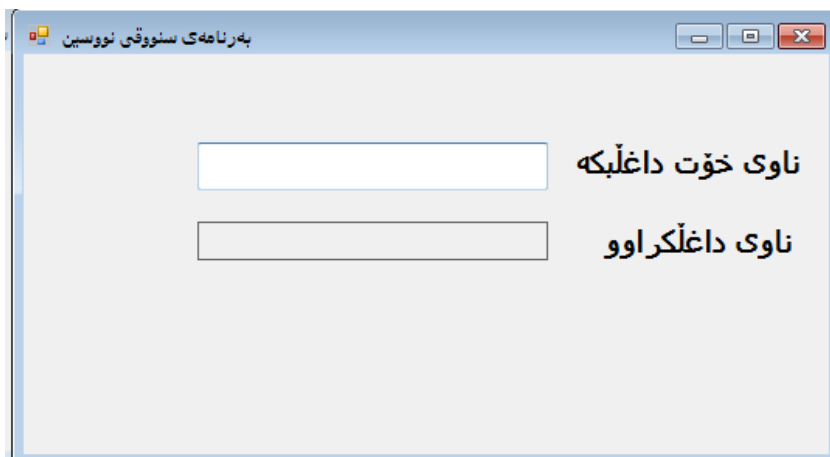 بەرنامەی سنووقی نووسین
ناوی خۆت داغڵبکە
ناوی داغڵکراوو